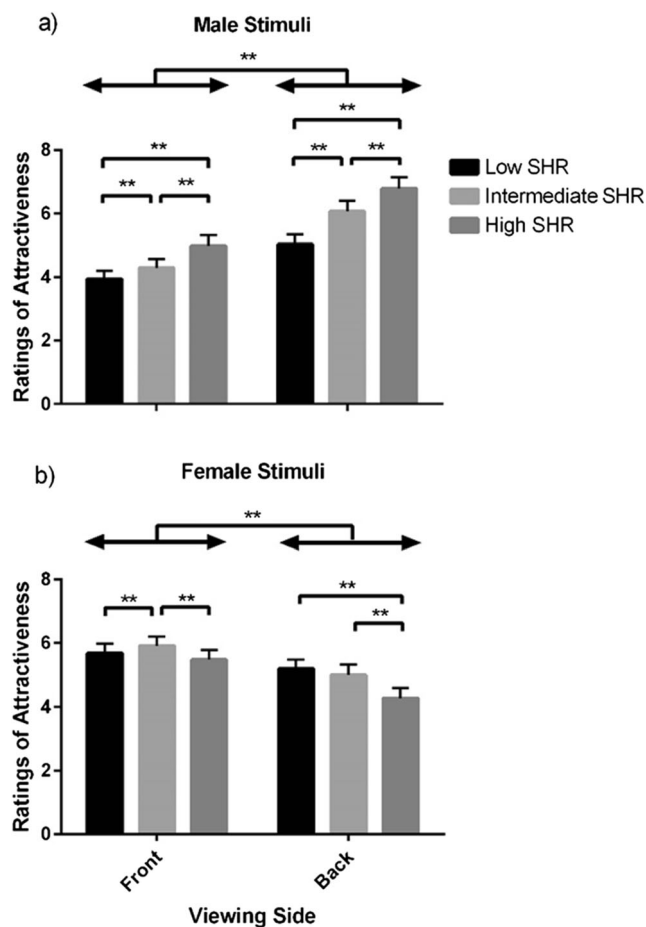 a)
Male Stimuli
**
**
**
**
**
**
**
8
6
4
2
0
Ratings of Attractiveness
Low SHR
Intermediate SHR
High SHR
b)
Female Stimuli
**
**
**
**
**
8
6
4
2
0
Ratings of Attractiveness
Front
Back
Viewing Side